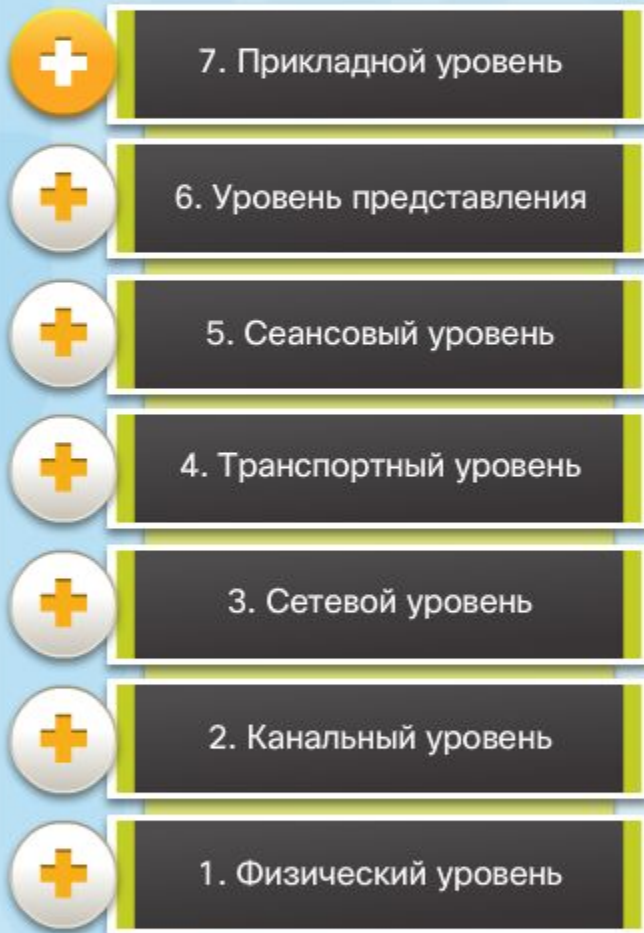 7. Прикладной уровень
6. Уровень представления
5. Сеансовый уровень
4. Транспортный уровень
3. Сетевой уровень
2. Канальный уровень
1. Физический уровень